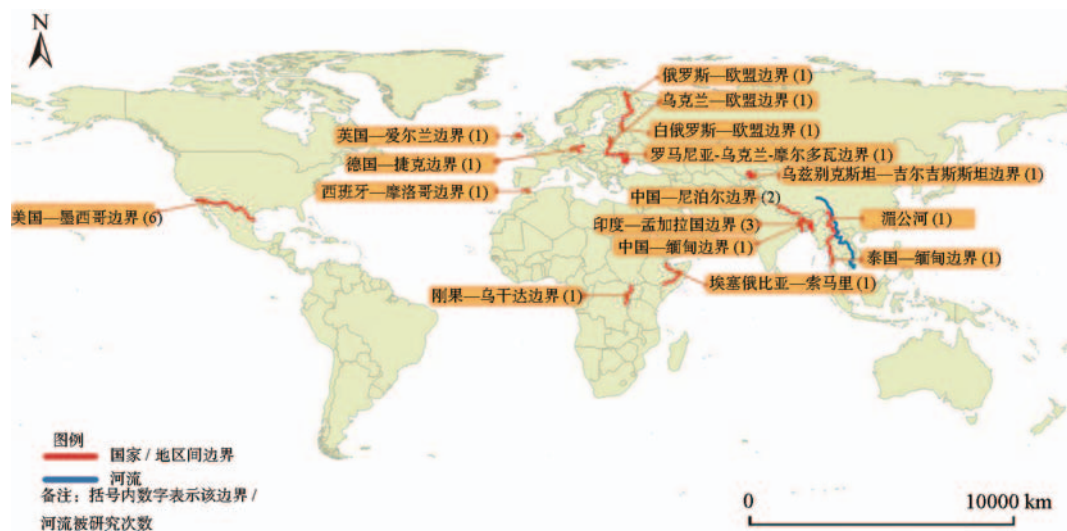 N
俄罗斯—欧盟边界 (1)
乌克兰—欧盟边界 (1)
英国—爱尔兰边界 (1)
白俄罗斯—欧盟边界 (1)
德国—捷克边界 (1)
罗马尼亚-乌克兰-摩尔多瓦边界 (1)
乌兹别克斯坦—吉尔吉斯斯坦边界 (1)
西班牙—摩洛哥边界 (1)
中国—尼泊尔边界 (2)
美国—墨西哥边界 (6)
印度—孟加拉国边界 (3)
湄公河 (1)
中国—缅甸边界 (1)
泰国—缅甸边界 (1)
刚果—乌干达边界 (1)
埃塞俄比亚—索马里 (1)
图例
国家 / 地区间边界
河流
备注：括号内数字表示该边界 /
河流被研究次数
0
10000 km